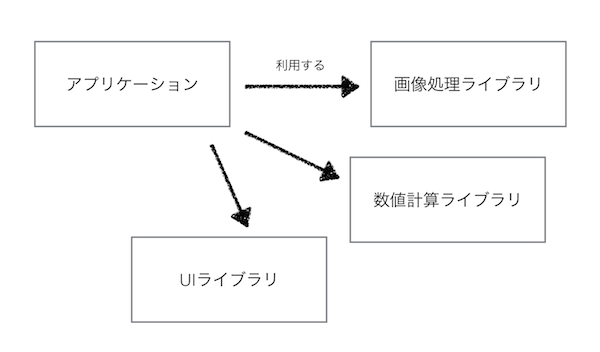 アプリケーション
利用する
画像処理ライブラリ
数値計算ライブラリ
UIライブラリ